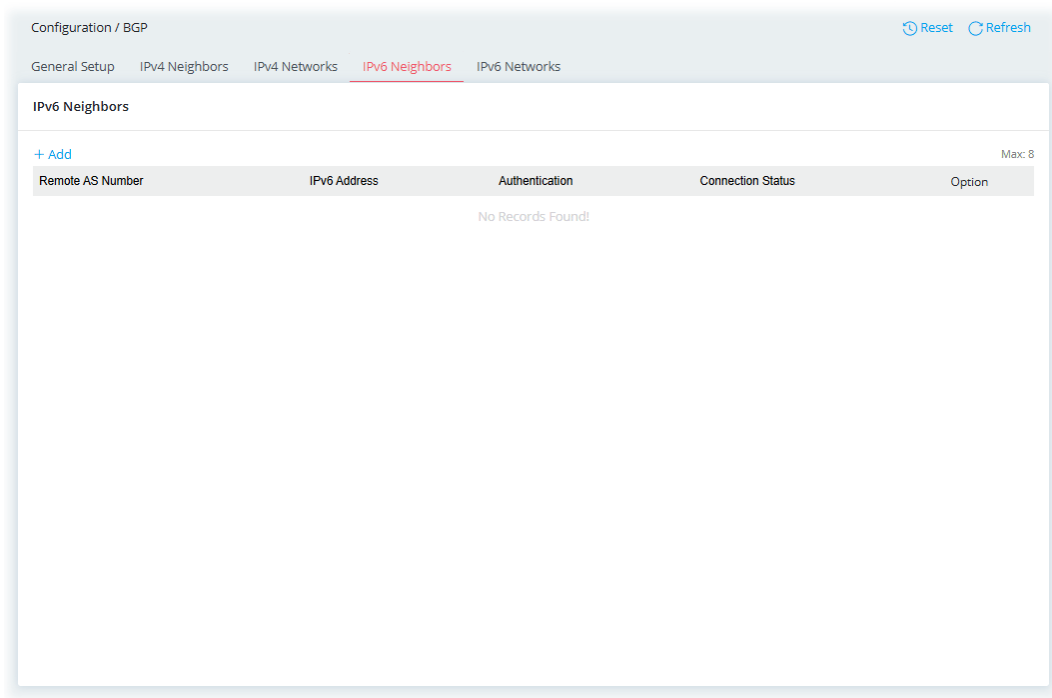 Configuration / BGP
Reset Refresh
General Setup IPv4 Neighbors IPv4 Networks IPv6 Neighbors IPv6 Networks
IPv6 Neighbors
+ Add
Max: 8
Remote AS Number IPv6 Address Authentication Connection Status Option
No Records Found!